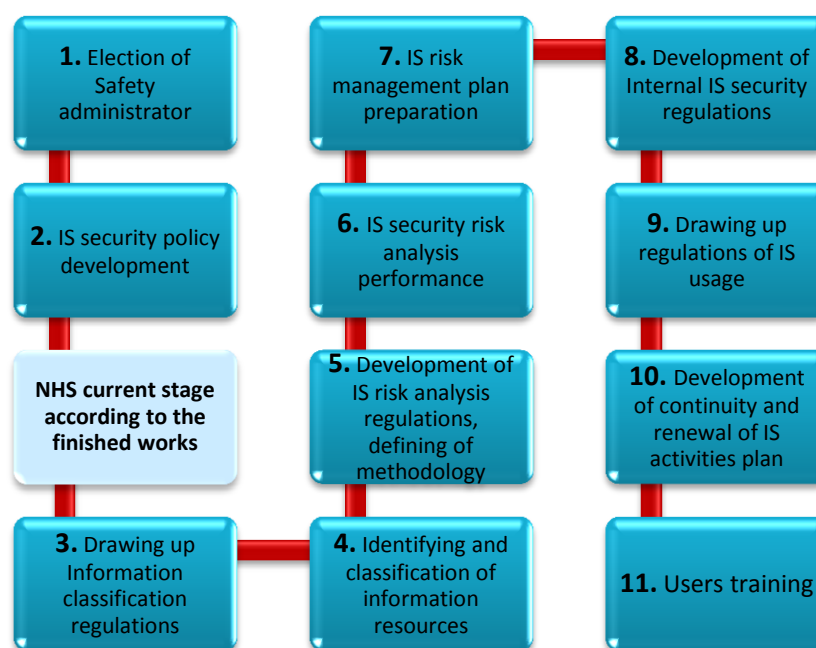 1. Election of
Safety
administrator
2. IS security policy
development
NHS current stage
according to the
finished works
3. Drawing up
Information
classification
regulations
4. Identifying and
classification of
information
resources
5. Development of
IS risk analysis
regulations,
defining of
methodology
6. IS security risk
analysis
performance
7. IS risk
management plan
preparation
8. Development of
Internal IS security
regulations
9. Drawing up
regulations of IS
usage
10. Development
of continuity and
renewal of IS
activities plan
11. Users training